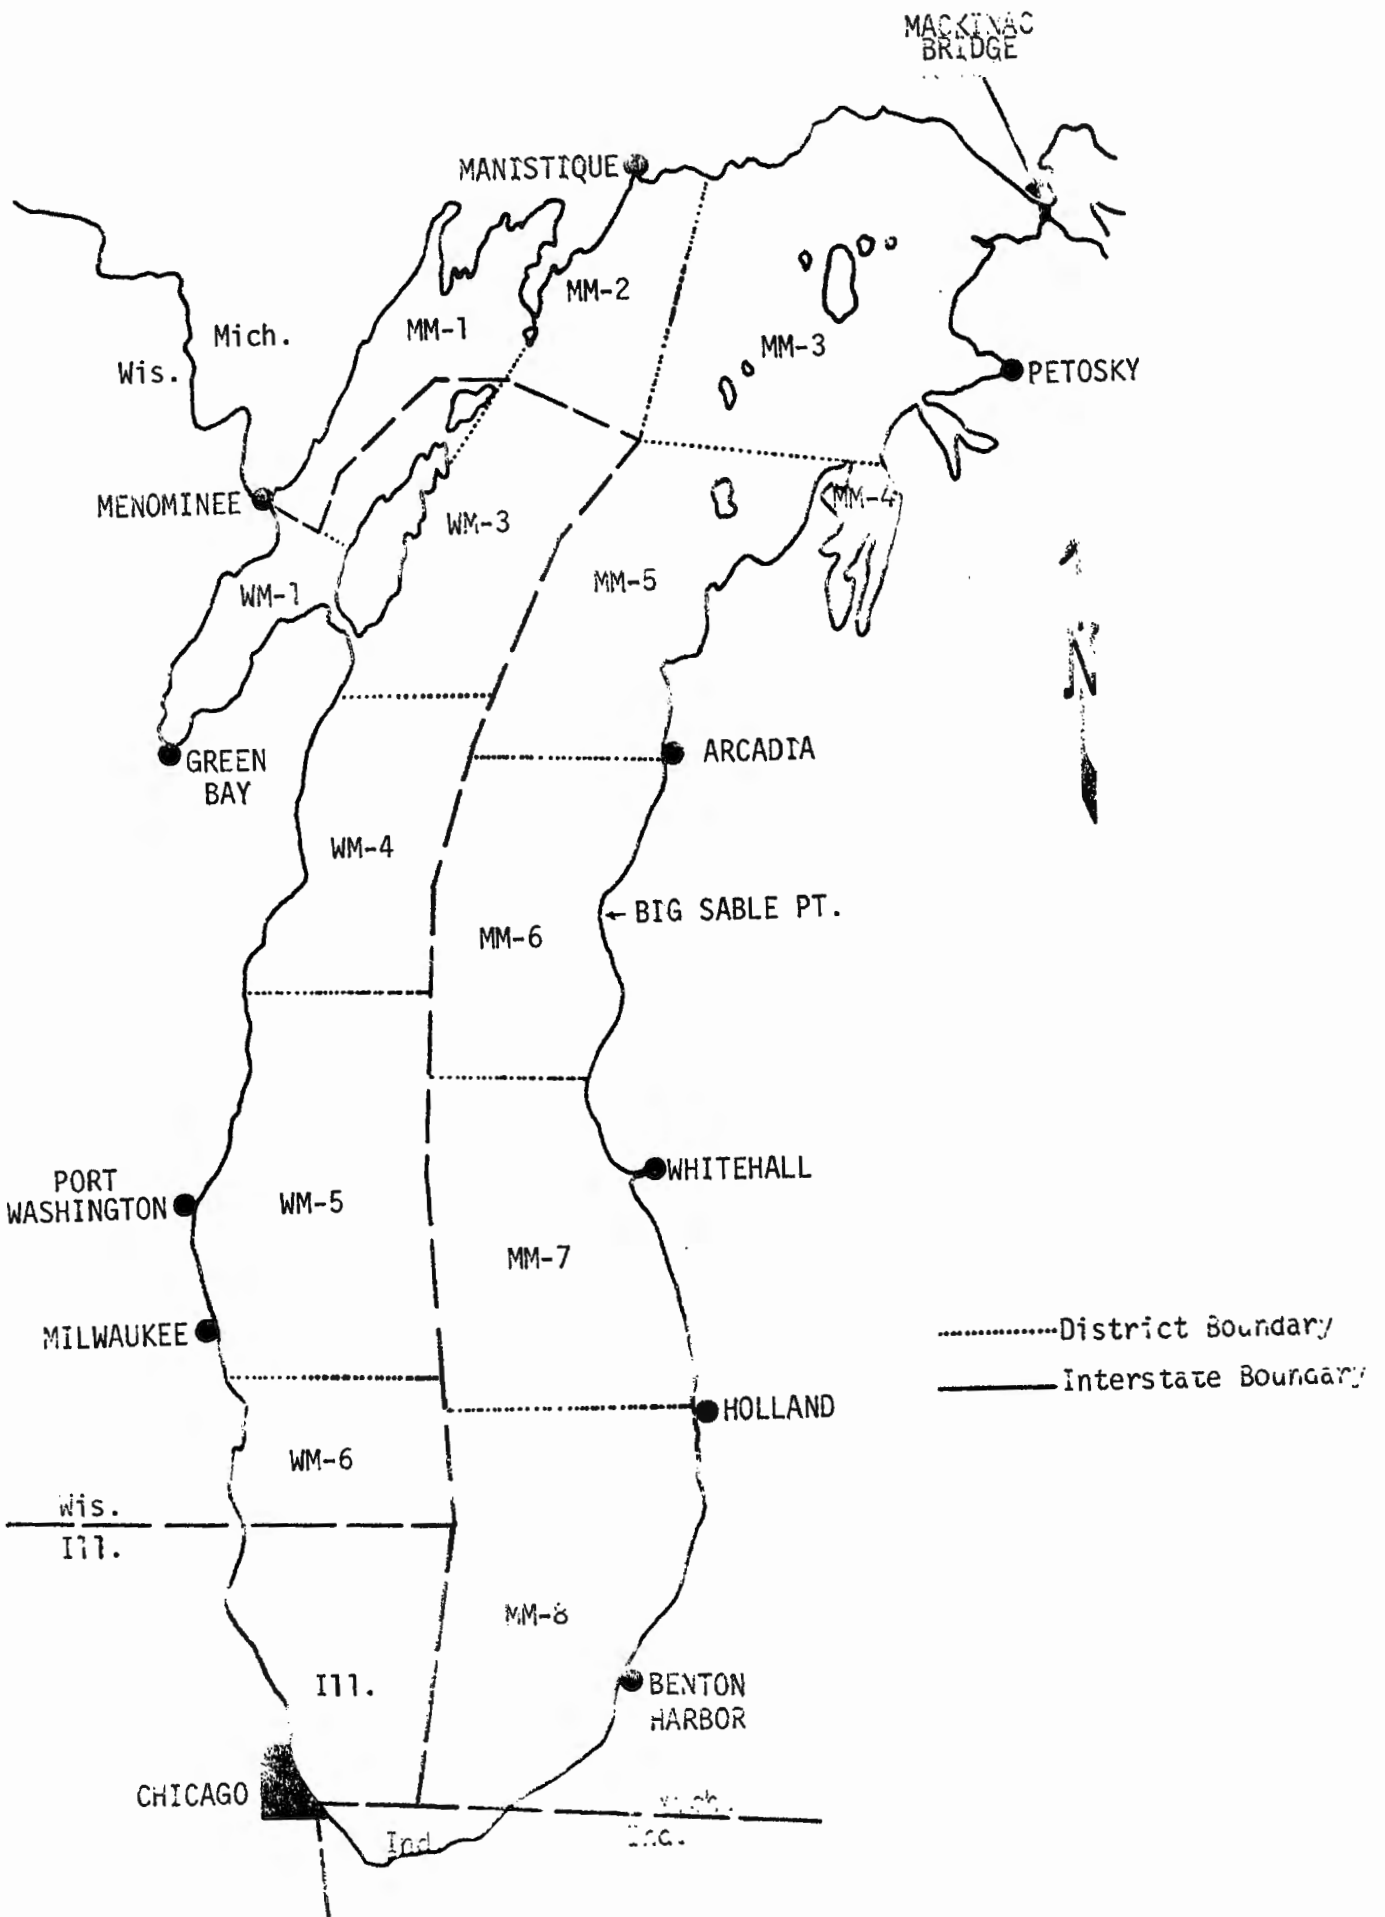 MACKINAC
BRIDGE
MANISTIQUE
MM-2
MM-1
Mich.
MM-3
Wis.
PETOSKY
MENOMINEE
MM-4
WM-3
MM-5
WM-1
N
ARCADIA
GREEN
BAY
WM-4
BIG SABLE PT.
MM-6
WHITEHALL
PORT
WASHINGTON
WM-5
MM-7
MILWAUKEE
District Boundary
Interstate Boundary
HOLLAND
WM-6
Wis.
Ill.
MM-8
Ill.
BENTON
HARBOR
CHICAGO
Mich.
Ind.
Ind.